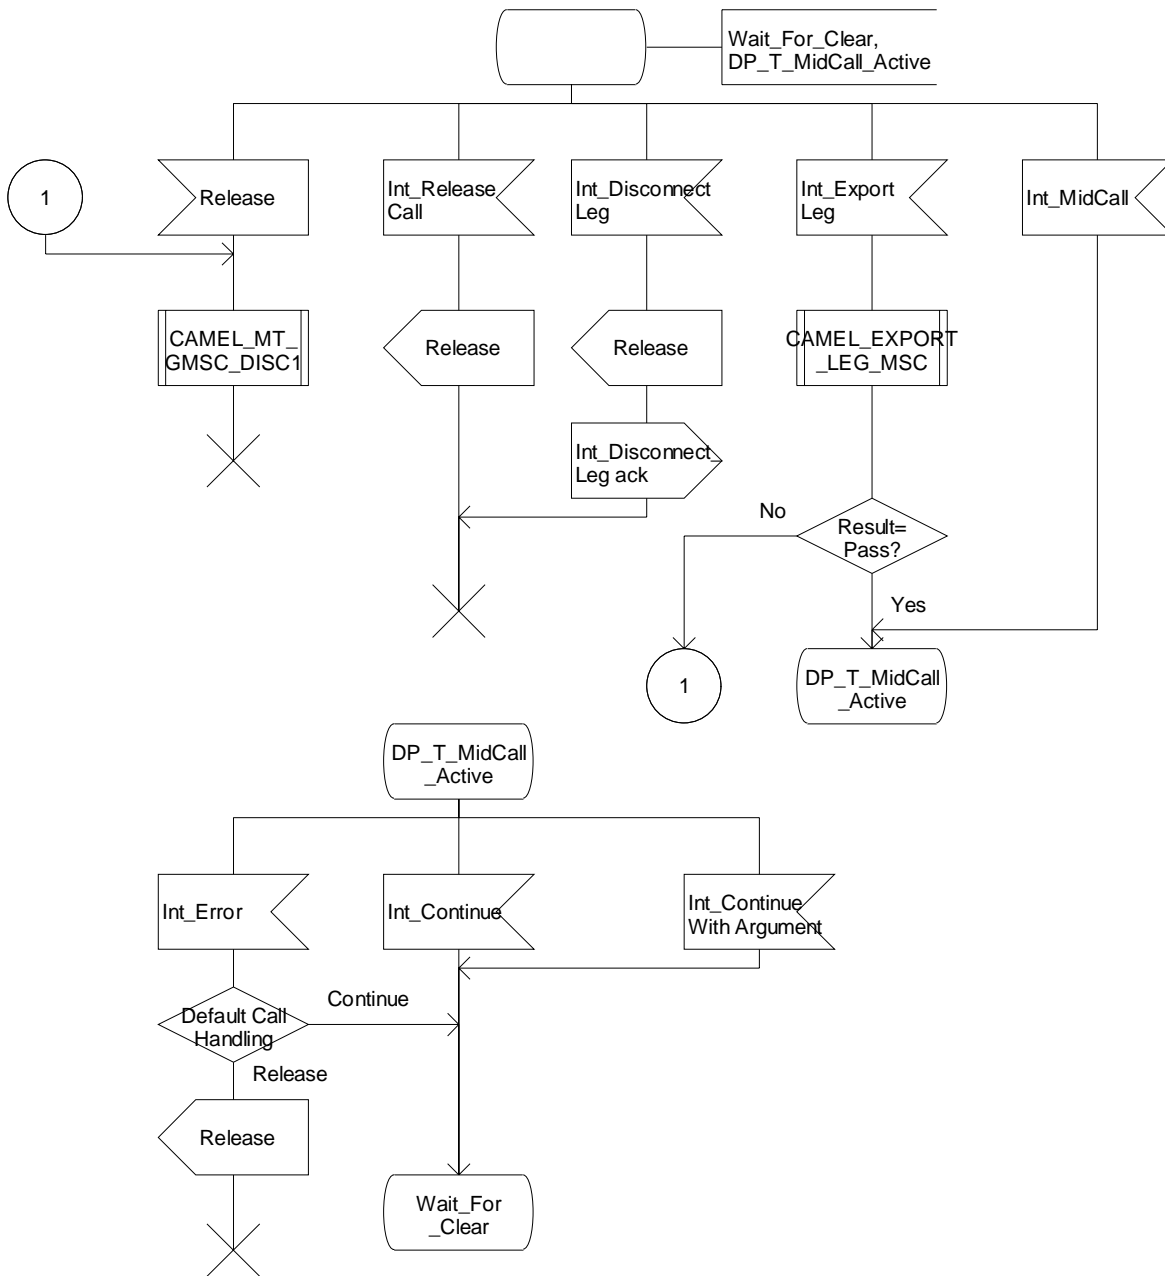 Wait_For_Clear,
DP_T_MidCall_Active
1
Release
Int_Release
Call
Int_Disconnect
Leg
Int_Export
Leg
Int_MidCall
CAMEL_MT_
GMSC_DISC1
Release
Release
CAMEL_EXPORT
_LEG_MSC
Int_Disconnect_
Leg ack
No
Result=
Pass?
Yes
1
DP_T_MidCall
_Active
DP_T_MidCall
_Active
Int_Error
Int_Continue
Int_Continue_
With Argument
Continue
Default Call
Handling
Release
Release
Wait_For
_Clear